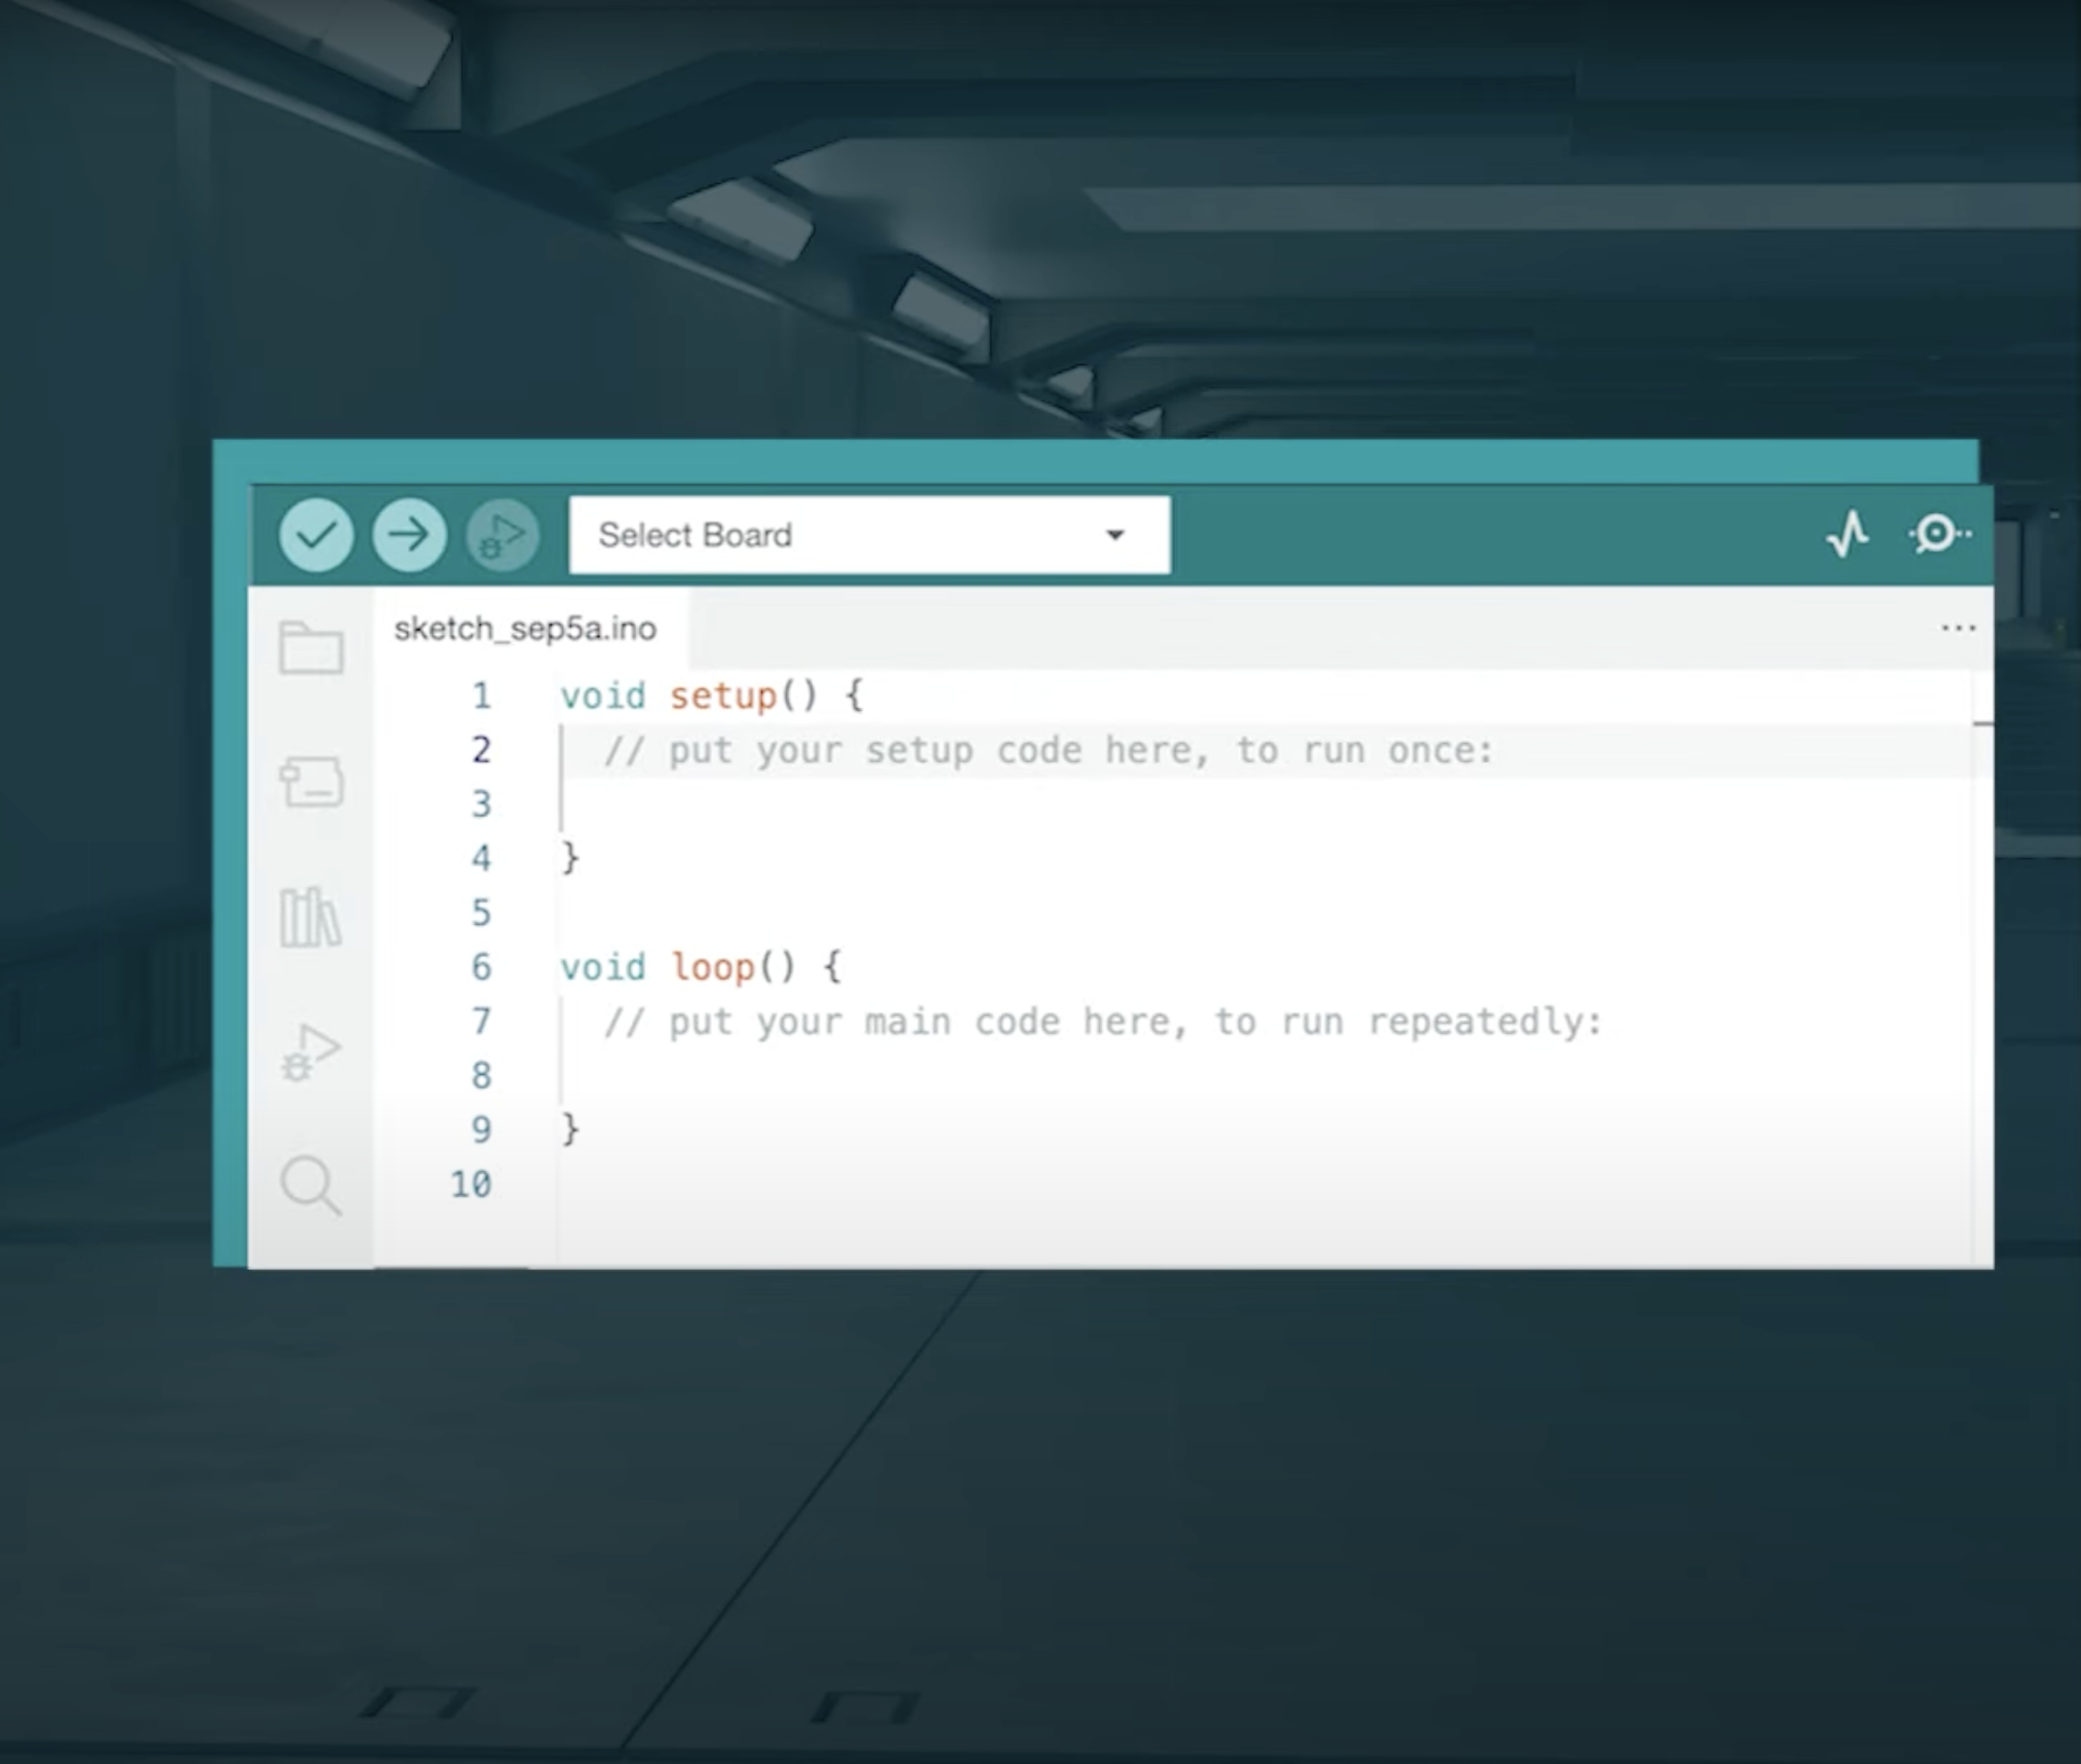 Select Board
sketch_sep5a.ino
...
1 void setup() {
2 // put your setup code here, to run once:
3
4 }
5
6 void loop() {
7 // put your main code here, to run repeatedly:
8
9 }
10